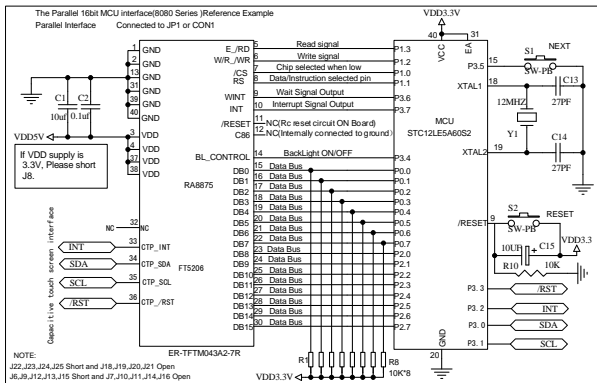 The Parallel 16bit MCU interface(8080 Series )Reference Example
Parallel Interface Connected to JP1 or CON1
1 GND
2 GND
13 GND
31 GND
39 GND
40 GND
3 VDD
4 VDD
37 VDD
38 VDD
C1
10uf
C2
0.1uf
VDD5V
If VDD supply is
3.3V, Please short
J8.
32 NC NC
33 CTP_INT INT
34 CTP_SDA SDA
35 CTP_SCL SCL
36 CTP_/RST /RST
Capacitive touch screen interface
RA8875
FT5206
ER-TFTM043A2-7R
E_/RD 5 Read signal P1.3
W/R_/WR 6 Write signal P1.2
/CS 7 Chip selected when low P1.0
RS 8 Data/Instruction selected pin P1.1
WINT 9 Wait Signal Output P3.6
INT 10 Interrupt Signal Output P3.7
/RESET 11 NC(Rc reset circuit ON Board)
C86 12 NC(Internally connected to ground)
BL_CONTROL 14 BackLight ON/OFF P3.4
DB0 15 Data Bus P0.0
DB1 16 Data Bus P0.1
DB2 17 Data Bus P0.2
DB3 18 Data Bus P0.3
DB4 19 Data Bus P0.4
DB5 20 Data Bus P0.5
DB6 21 Data Bus P0.6
DB7 22 Data Bus P0.7
DB8 23 Data Bus P2.0
DB9 24 Data Bus P2.1
DB10 25 Data Bus P2.2
DB11 26 Data Bus P2.3
DB12 27 Data Bus P2.4
DB13 28 Data Bus P2.5
DB14 29 Data Bus P2.6
DB15 30 Data Bus P2.7
R1
R8
10K*8
VDD3.3V
VDD3.3V
40 VCC
31 EA
MCU
STC12LE5A60S2
GND
20
P3.5 15
S1 NEXT
SW-PB
XTAL1 18
C13
27PF
12MHZ
Y1
XTAL2 19
C14
27PF
/RESET 9
S2 RESET
SW-PB
10UF + C15
VDD3.3
R10 10K
P3. 3 /RST
P3. 2 INT
P3. 0 SDA
P3. 1 SCL
NOTE:
J22,J23,J24,J25 Short and J18,J19,J20,J21 Open
J6,J9,J12,J13,J15 Short and J7,J10,J11,J14,J16 Open